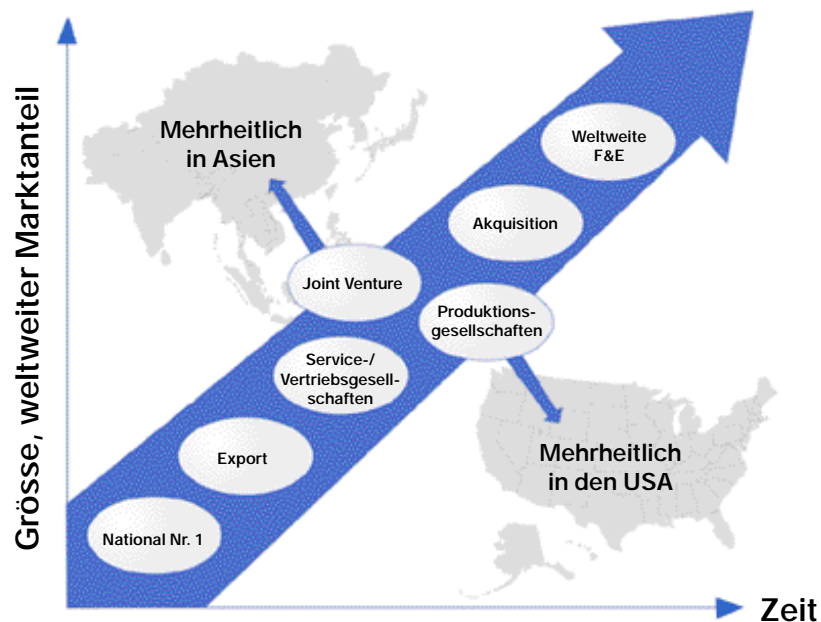 Grösse, weltweiter Marktanteil
Mehrheitlich
in Asien
Weltweite
F&E
Akquisition
Joint Venture
Produktions-
gesellschaften
Service-/
Vertriebsgesell-
schaften
Mehrheitlich
in den USA
Export
National Nr. 1
Zeit